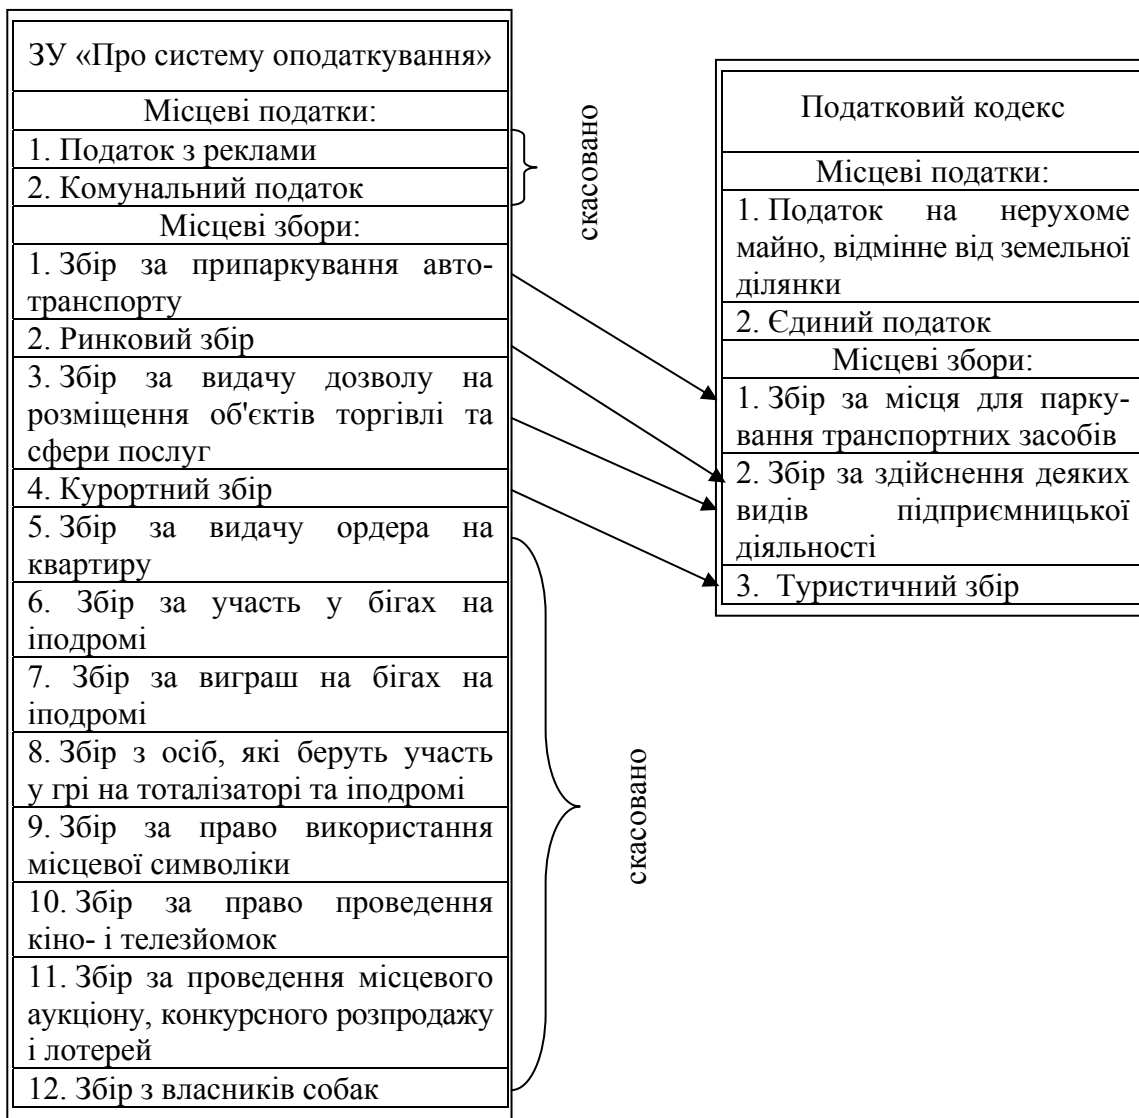 ЗУ «Про систему оподаткування»
Місцеві податки:
1. Податок з реклами
2. Комунальний податок
Місцеві збори:
1. Збір за припаркування авто-
транспорту
2. Ринковий збір
3. Збір за видачу дозволу на
розміщення об'єктів торгівлі та
сфери послуг
4. Курортний збір
5. Збір за видачу ордера на
квартиру
6. Збір за участь у бігах на
іподромі
7. Збір за виграш на бігах на
іподромі
8. Збір з осіб, які беруть участь
у грі на тоталізаторі та іподромі
9. Збір за право використання
місцевої символіки
10. Збір за право проведення
кіно- і телезйомок
11. Збір за проведення місцевого
аукціону, конкурсного розпродажу
і лотерей
12. Збір з власників собак
скасовано
скасовано
Податковий кодекс
Місцеві податки:
1. Податок на нерухоме
майно, відмінне від земельної
ділянки
2. Єдиний податок
Місцеві збори:
1. Збір за місця для парку-
вання транспортних засобів
2. Збір за здійснення деяких
видів підприємницької
діяльності
3. Туристичний збір